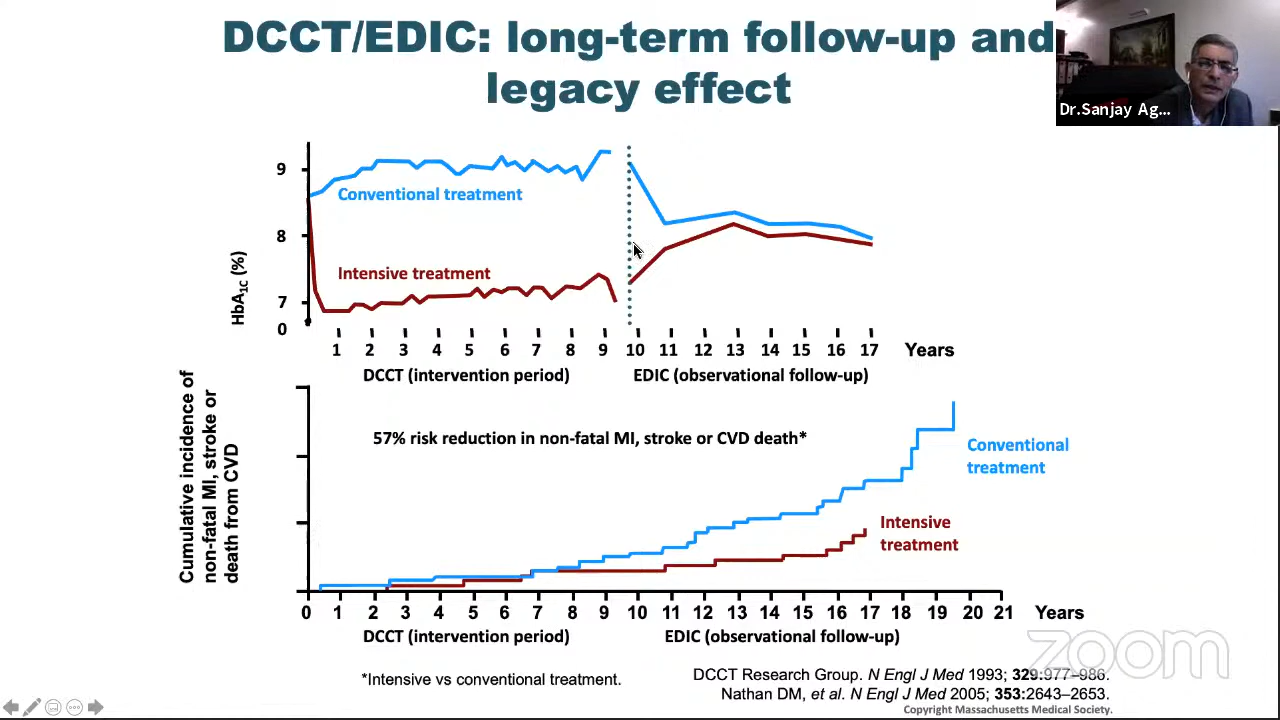 DCCT/EDIC: long-term follow-up and
legacy effect
Dr.Sanjay Ag...
HbA1C (%)
9
8
7
0
Conventional treatment
Intensive treatment
1 2 3 4 5 6 7 8 9 10 11 12 13 14 15 16 17 Years
DCCT (intervention period) EDIC (observational follow-up)
Cumulative incidence of
non-fatal MI, stroke or
death from CVD
57% risk reduction in non-fatal MI, stroke or CVD death*
Conventional
treatment
Intensive
treatment
0 1 2 3 4 5 6 7 8 9 10 11 12 13 14 15 16 17 18 19 20 21 Years
DCCT (intervention period) EDIC (observational follow-up)
zoom
*Intensive vs conventional treatment.
DCCT Research Group. N Engl J Med 1993; 329:977–986.
Nathan DM, et al. N Engl J Med 2005; 353:2643–2653.
Copyright Massachusetts Medical Society.